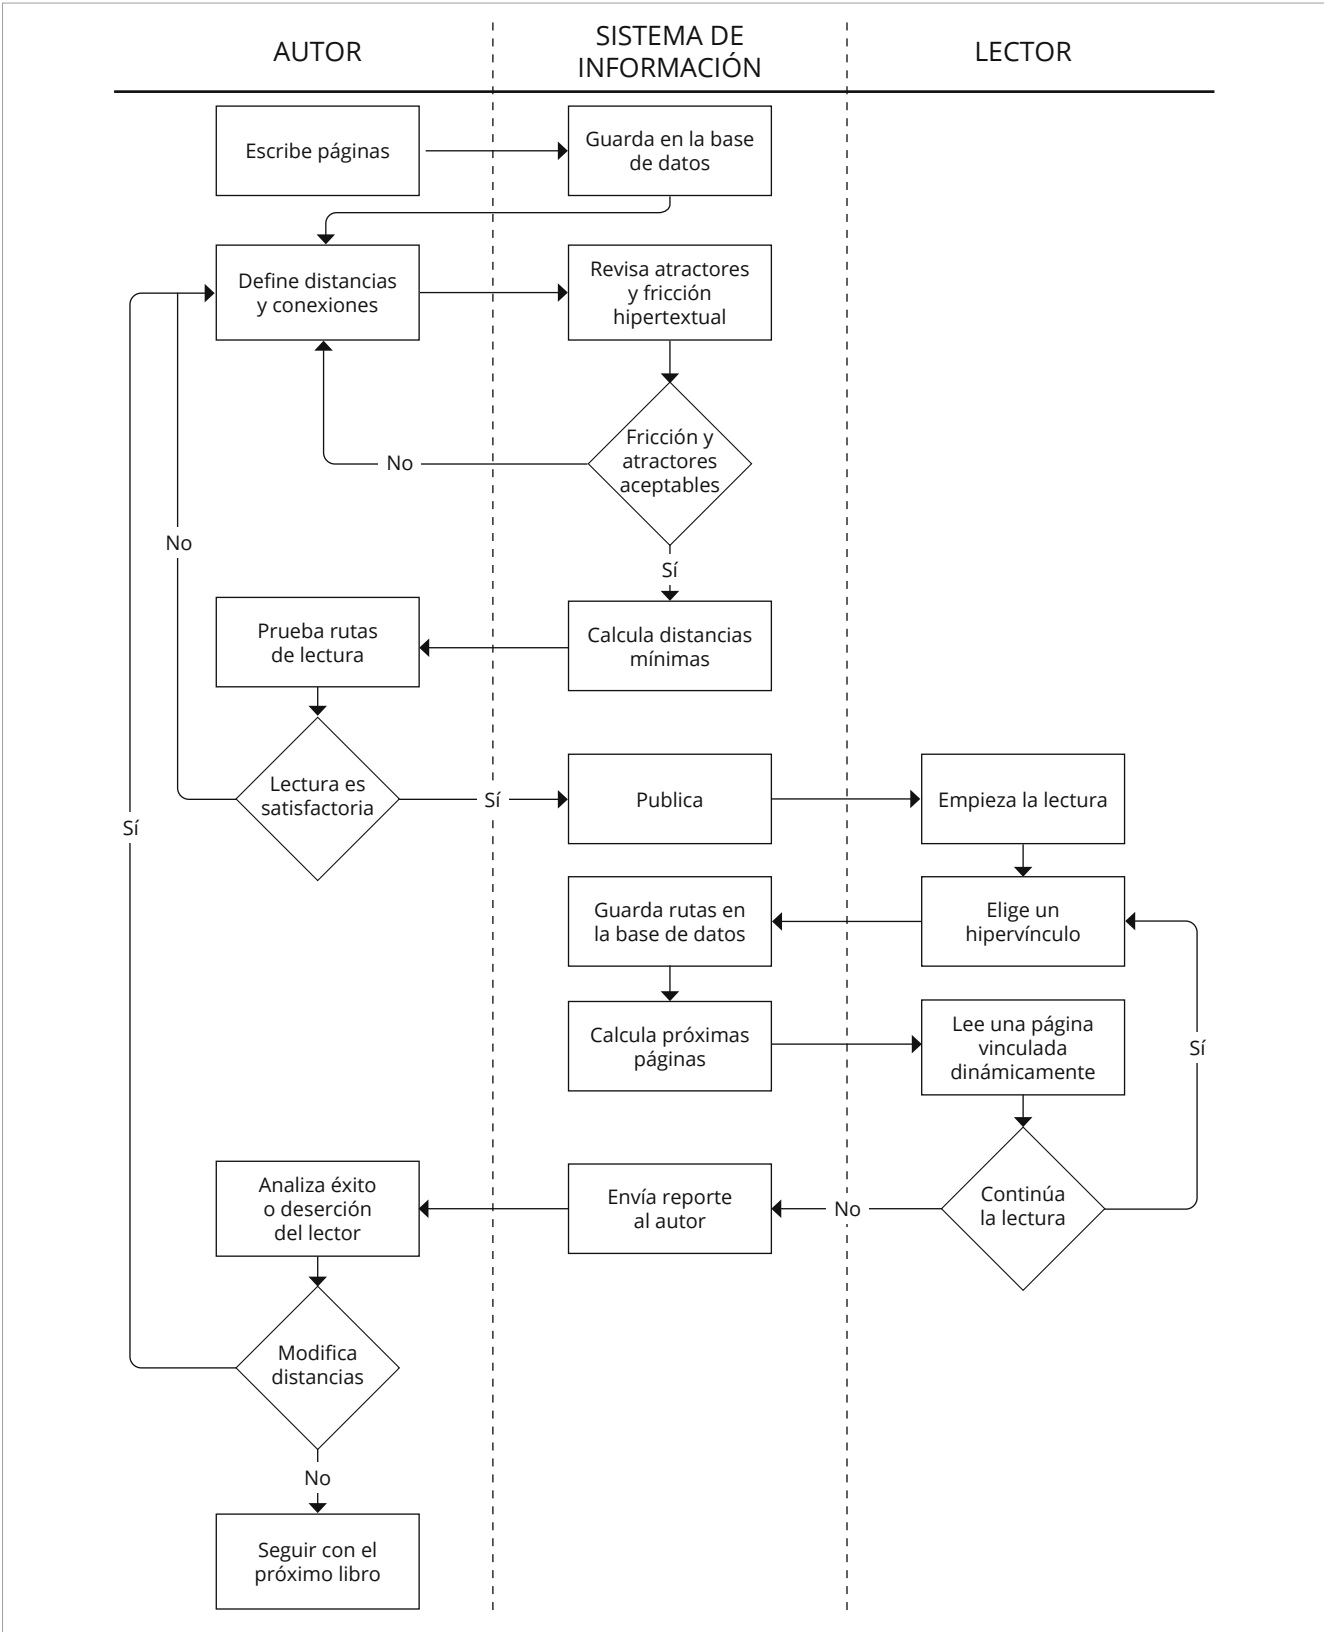 AUTOR
SISTEMA DE
INFORMACIÓN
LECTOR
Escribe páginas
Guarda en la base
de datos
Define distancias
y conexiones
Revisa atractores
y fricción
hipertextual
Fricción y
atractores
aceptables
No
No
Sí
Prueba rutas
de lectura
Calcula distancias
mínimas
Lectura es
satisfactoria
Sí
Publica
Empieza la lectura
Sí
Guarda rutas en
la base de datos
Elige un
hipervínculo
Calcula próximas
páginas
Lee una página
vinculada
dinámicamente
Sí
Analiza éxito
o deserción
del lector
Envía reporte
al autor
No
Continúa
la lectura
Modifica
distancias
No
Seguir con el
próximo libro